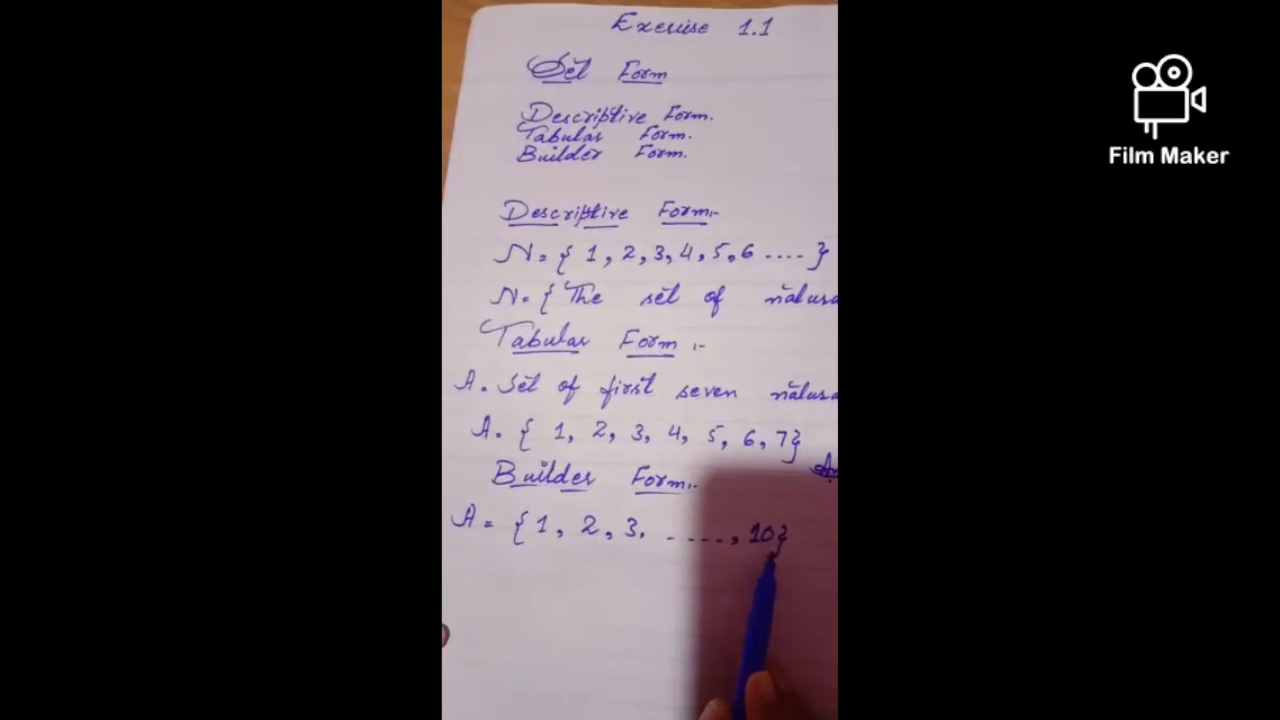 Exercise 1.1
Set Form
Descriptive Form.
Tabular Form.
Builder Form.
Descriptive Form:-
N = { 1, 2, 3, 4, 5, 6 .... }
N = { The set of
Tabular Form :-
A = Set of first seven
A = { 1, 2, 3, 4, 5, 6, 7}
Builder Form:-
A = { 1, 2, 3, ....., 10}
Film Maker